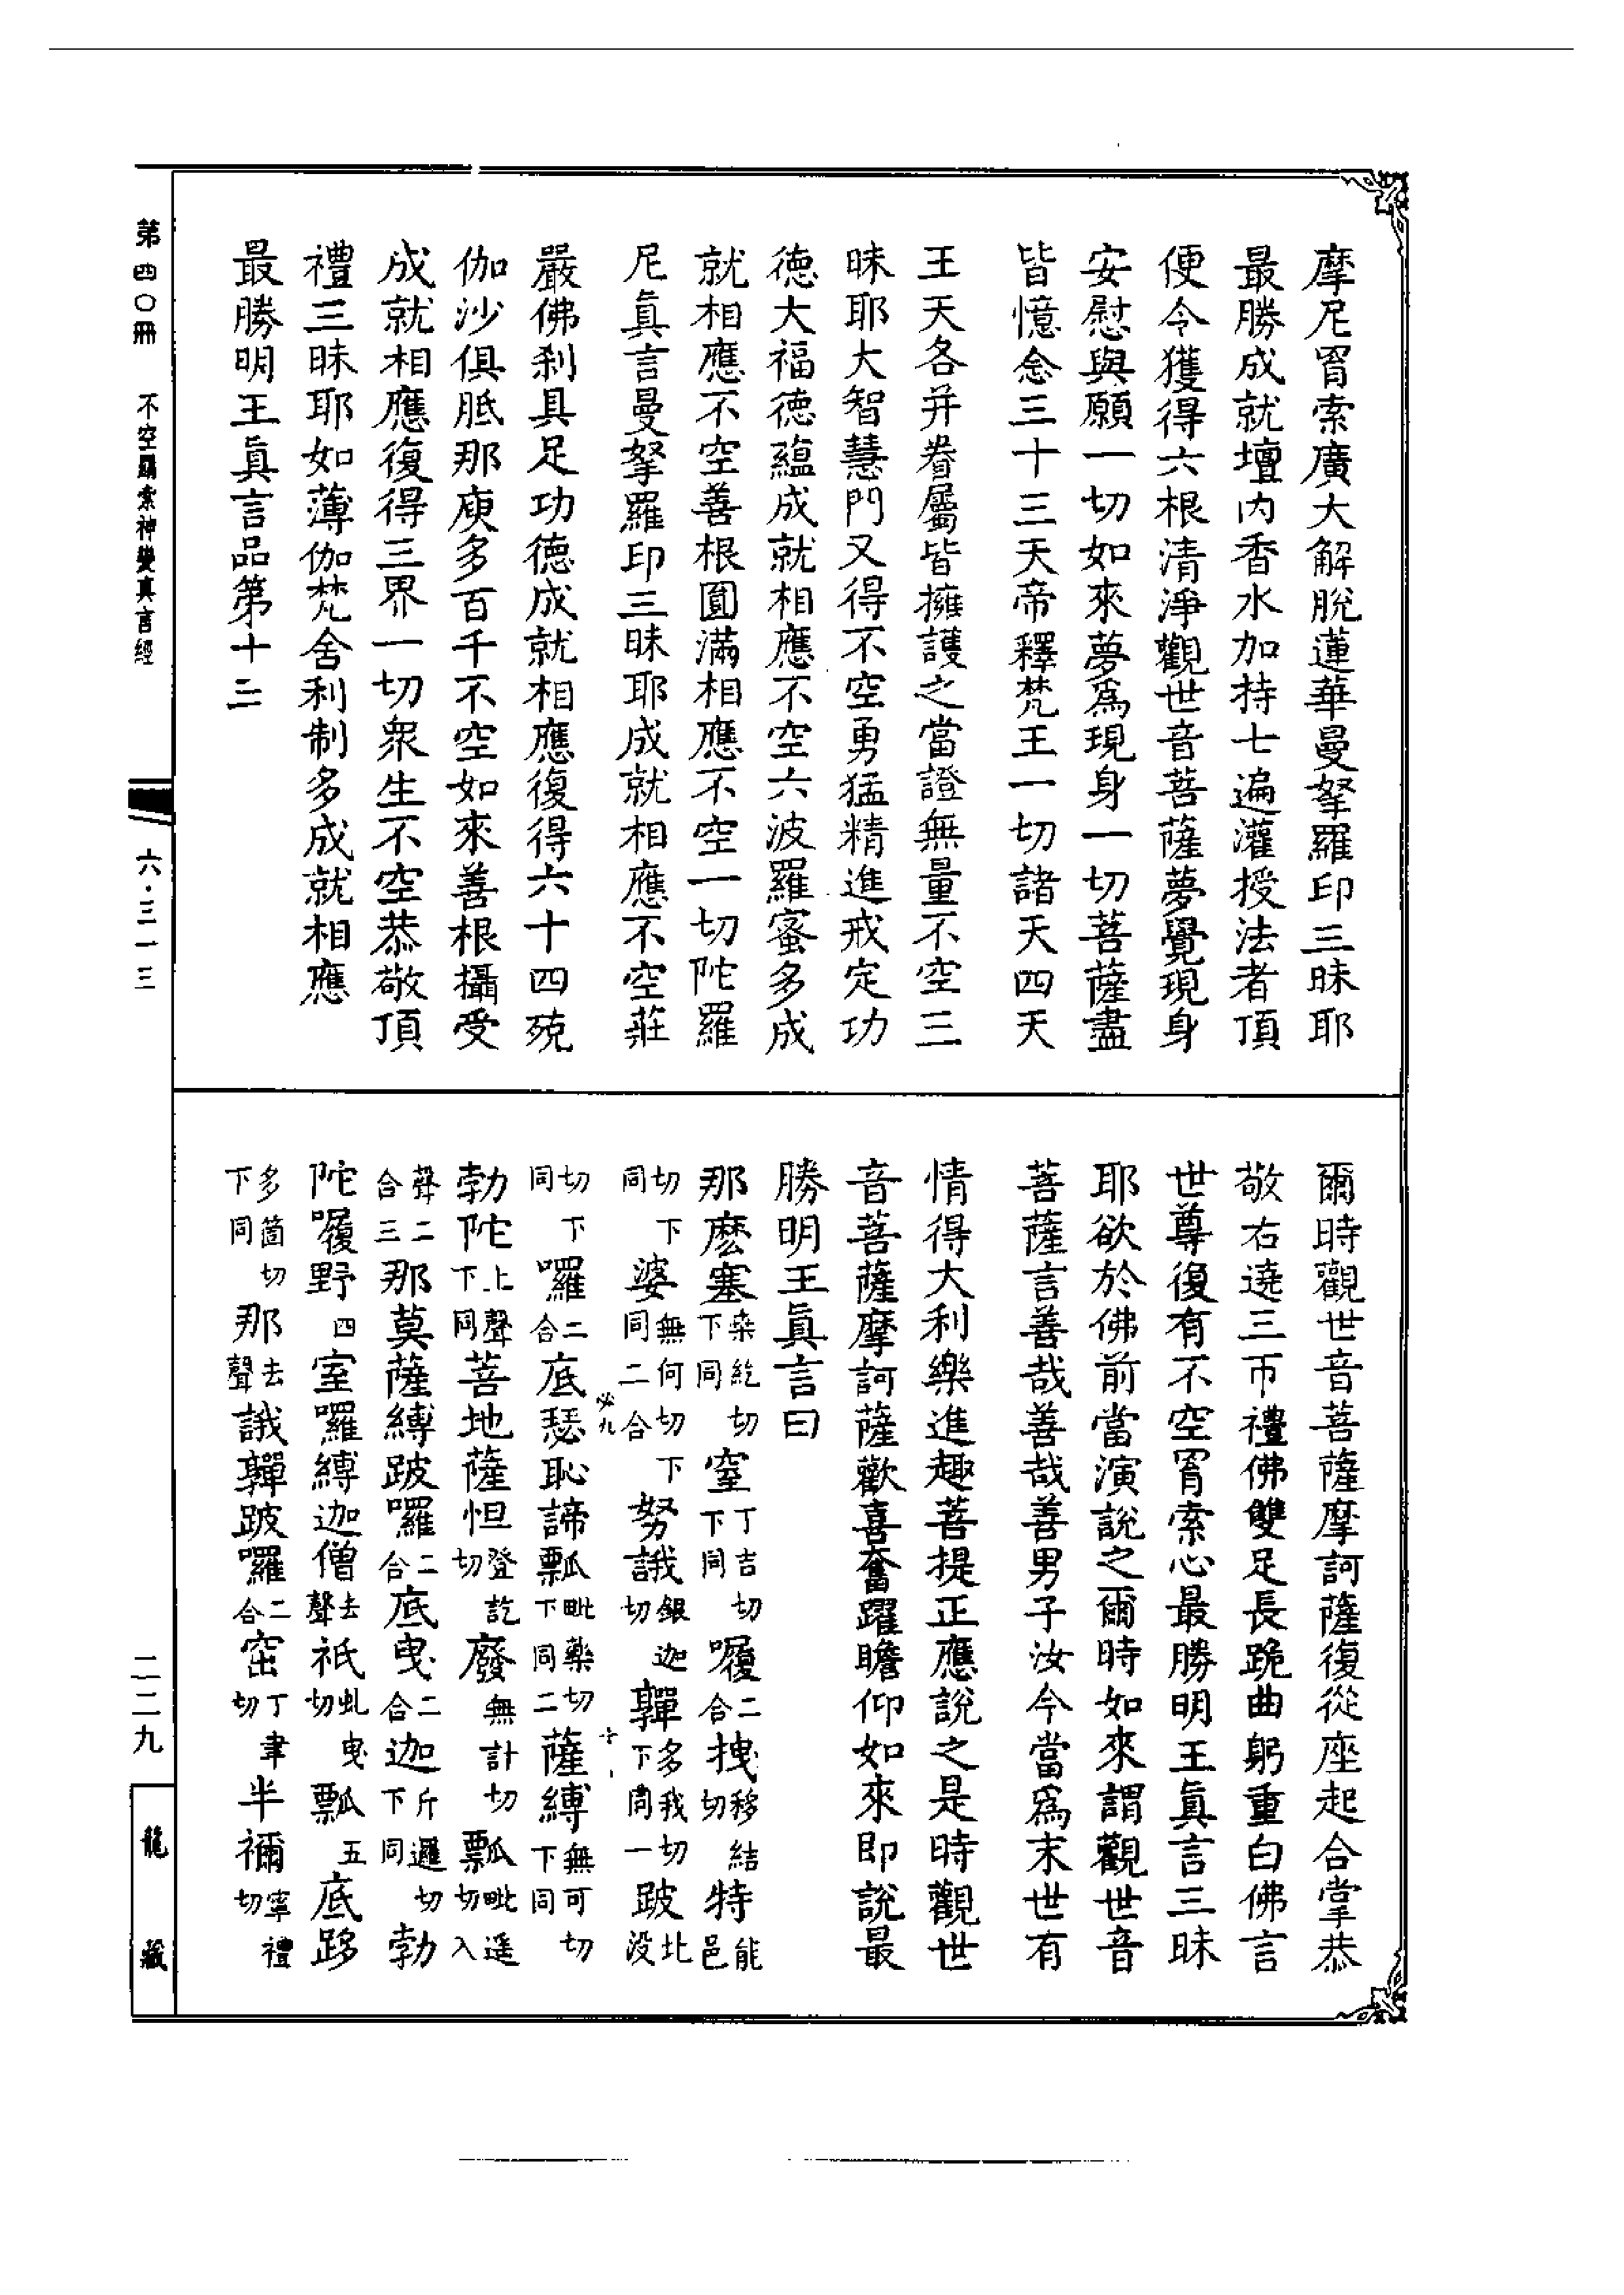 摩尼罥索廣大解脫蓮華曼拏羅印三昧耶
最勝成就壇內香水加持七遍灌授法者頂
便令獲得六根清淨觀世音菩薩夢覺現身
安慰與願一切如來夢爲現身一切菩薩盡
皆憶念三十三天帝釋梵王一切諸天四天
王天各并眷屬皆擁護之當證無量不空三
昧耶大智慧門又得不空勇猛精進戒定功
德大福德蘊成就相應不空六波羅蜜多成
就相應不空善根圓滿相應不空一切陀羅
尼眞言曼拏羅印三昧耶成就相應不空莊
嚴佛剎具足功德成就相應復得六十四殑
伽沙俱胝那庾多百千不空如來善根攝受
成就相應復得三界一切眾生不空恭敬頂
禮三昧耶如薄伽梵舍利制多成就相應
最勝明王眞言品第十二
爾時觀世音菩薩摩訶薩復從座起合掌恭
敬右遶三帀禮佛雙足長跪曲躬重白佛言
世尊復有不空罥索心最勝明王眞言三昧
耶欲於佛前當演說之爾時如來謂觀世音
菩薩言善哉善哉善男子汝今當爲末世有
情得大利樂進趣菩提正應說之是時觀世
音菩薩摩訶薩歡喜奮躍瞻仰如來即說最
勝明王眞言曰
那麼塞桑紇切下同窒丁吉切下同㗚二合拽移結切特能邑
切下同婆無何切下同二合努誐銀迦切嚲多我切下同一跛北没
切下同囉二合底瑟恥諦瓢毗藥切下同二薩縛無可切下同
勃陀上聲下同菩地薩怛登訖切廢無計切瓢毗遙切入
聲二合三那莫薩縛跛囉二合底曳二合迦斤邏切下同勃
陀㗚野四室囉縛迦僧去聲祇虬曳切瓢五底跢
多箇切下同那去聲誐嚲跛囉二合窋丁聿切半禰寧禮切
必九
十一
第四〇冊　不空羂索神變真言經
六·三一三
二二九
龍藏